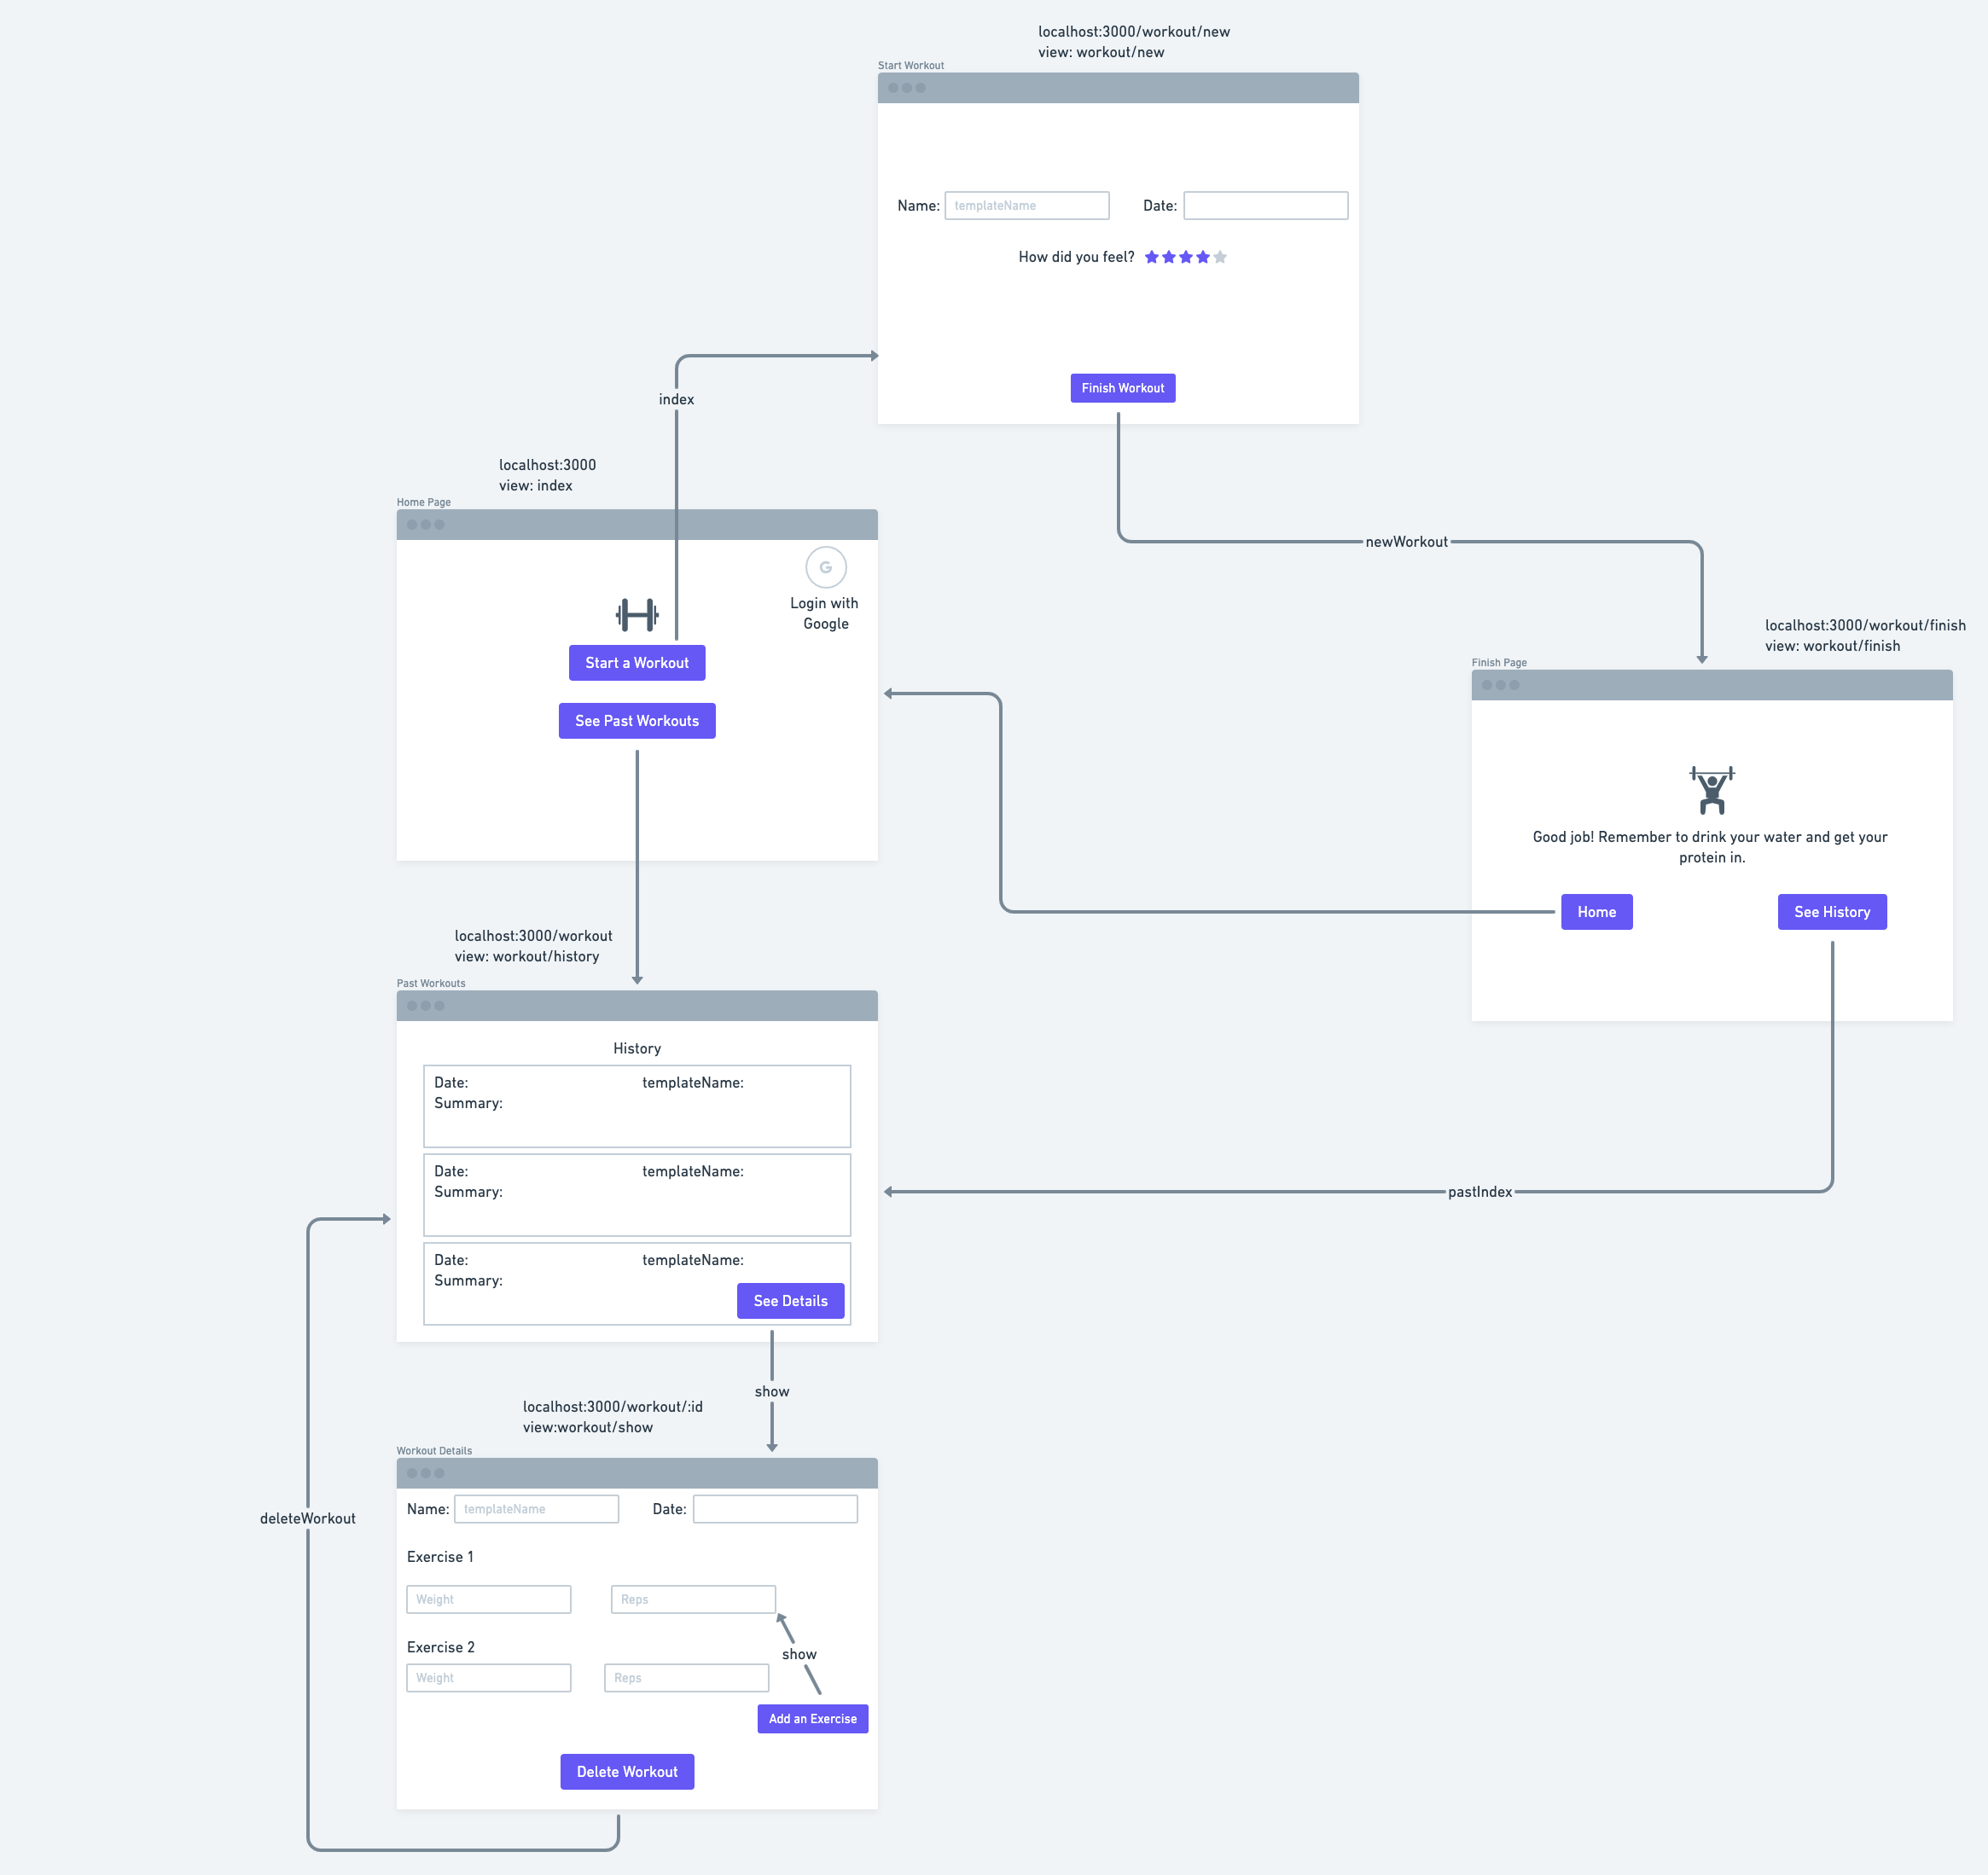 localhost:3000/workout/new
view: workout/new
Start Workout
Name: templateName Date:
How did you feel?
Finish Workout
index
localhost:3000
view: index
Home Page
G
Login with
Google
Start a Workout
See Past Workouts
newWorkout
localhost:3000/workout/finish
view: workout/finish
Finish Page
Good job! Remember to drink your water and get your
protein in.
Home
See History
localhost:3000/workout
view: workout/history
Past Workouts
History
Date: templateName:
Summary:
Date: templateName:
Summary:
Date: templateName:
Summary:
See Details
pastIndex
show
localhost:3000/workout/:id
view:workout/show
Workout Details
Name: templateName Date:
Exercise 1
Weight Reps
Exercise 2
show
Weight Reps
Add an Exercise
Delete Workout
deleteWorkout